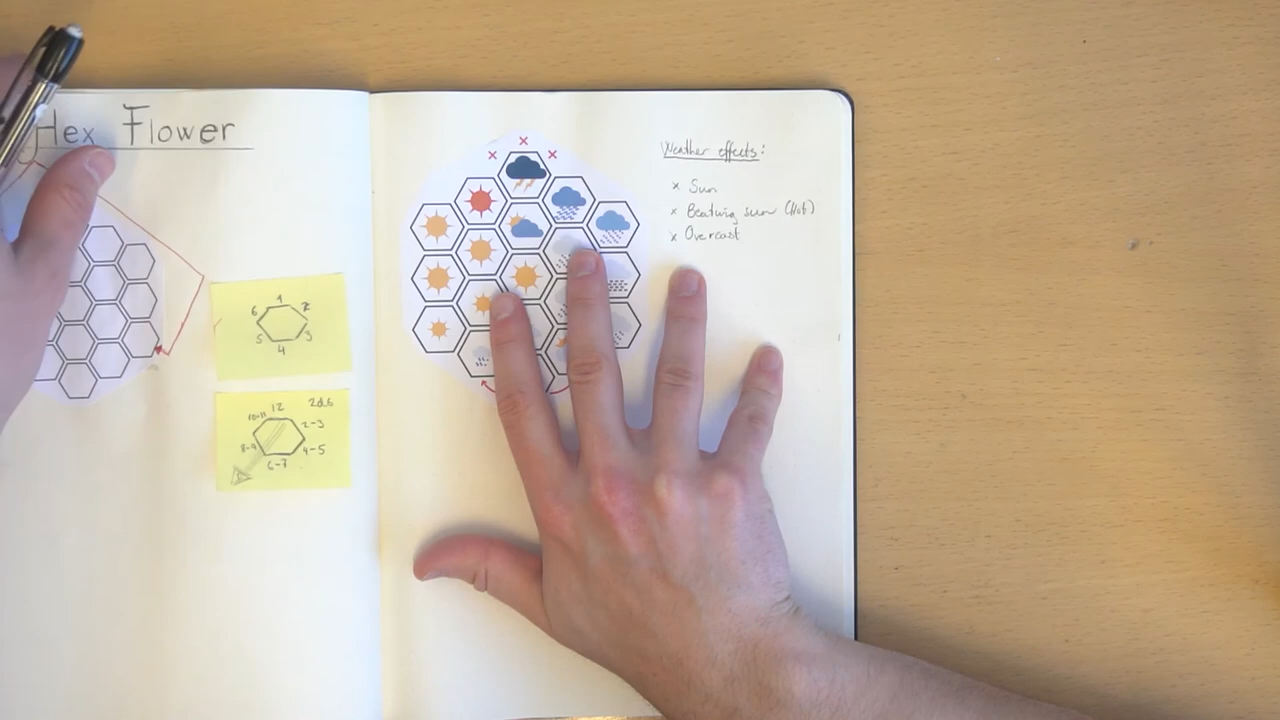 Hex Flower
1
6 2
5 3
4
2d6
12
10-11 2-3
8-9 4-5
6-7
Weather effects:
x Sun
x Beating sun (Hot)
x Overcast